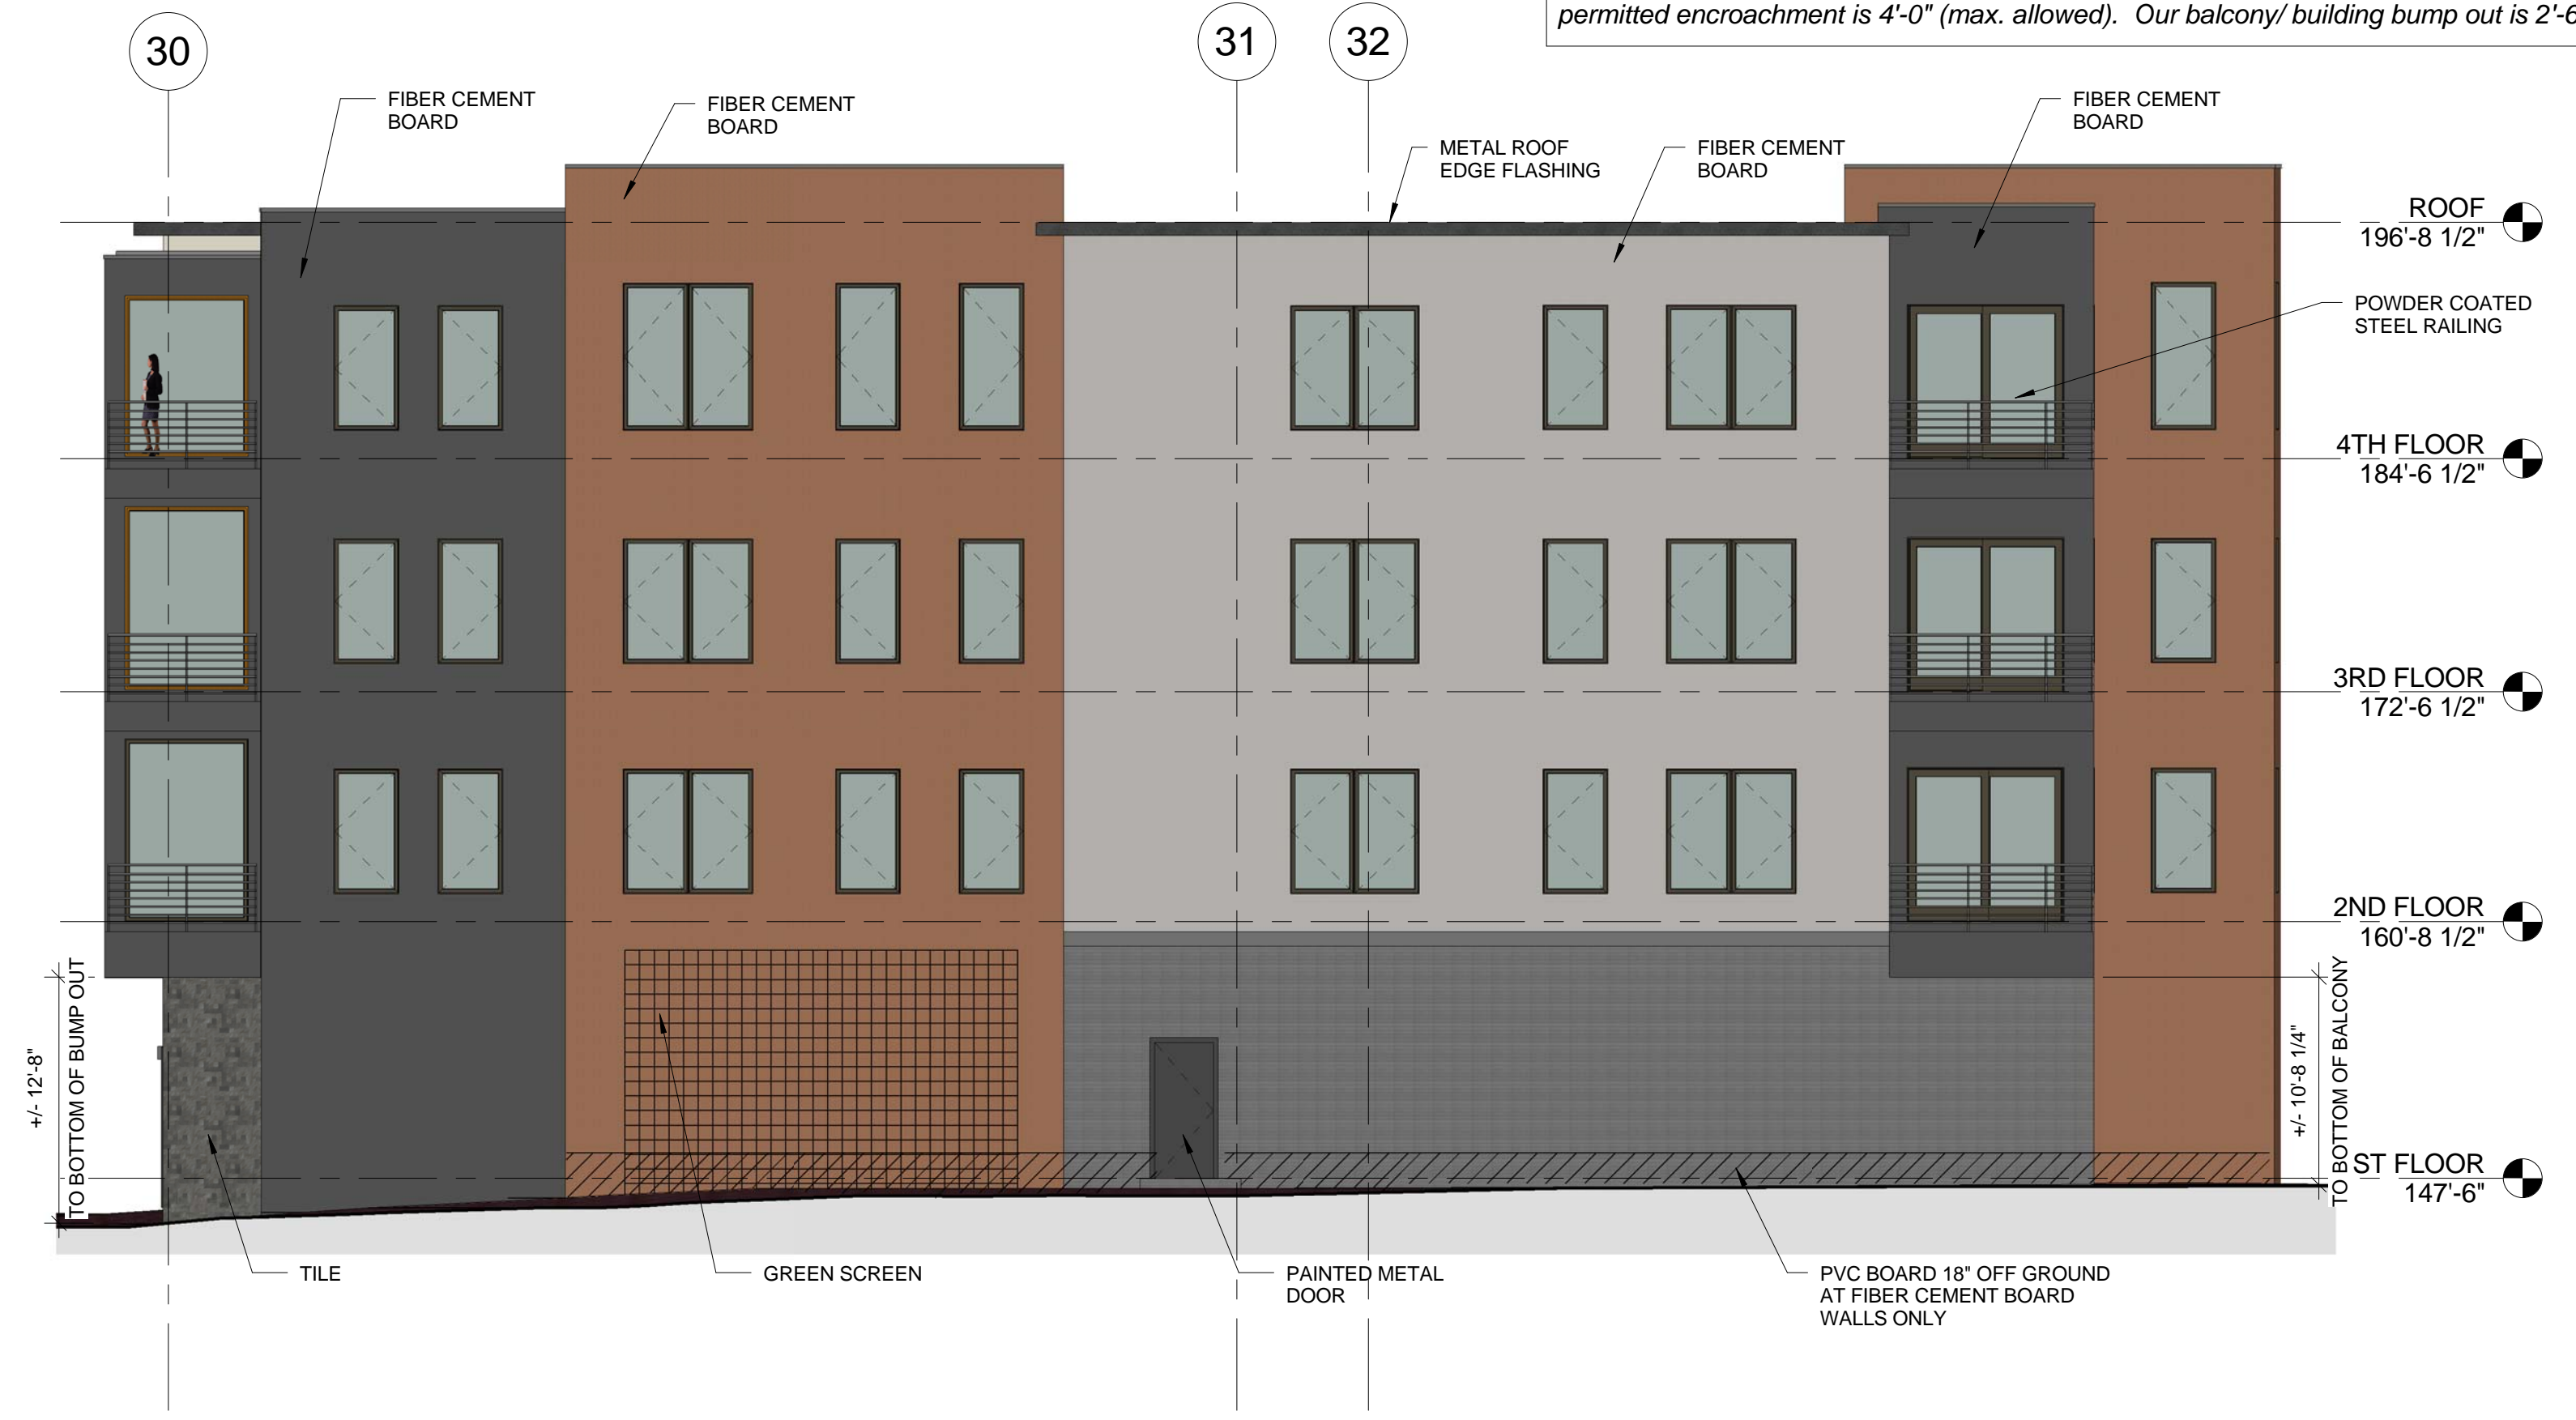 permitted encroachment is 4'-0" (max. allowed). Our balcony/ building bump out is 2'-6
30
31
32
FIBER CEMENT
BOARD
FIBER CEMENT
BOARD
METAL ROOF
EDGE FLASHING
FIBER CEMENT
BOARD
FIBER CEMENT
BOARD
ROOF
196'-8 1/2"
POWDER COATED
STEEL RAILING
4TH FLOOR
184'-6 1/2"
3RD FLOOR
172'-6 1/2"
2ND FLOOR
160'-8 1/2"
+/- 12'-8"
TO BOTTOM OF BUMP OUT
+/- 10'-8 1/4"
TO BOTTOM OF BALCONY
ST FLOOR
147'-6"
TILE
GREEN SCREEN
PAINTED METAL
DOOR
PVC BOARD 18" OFF GROUND
AT FIBER CEMENT BOARD
WALLS ONLY